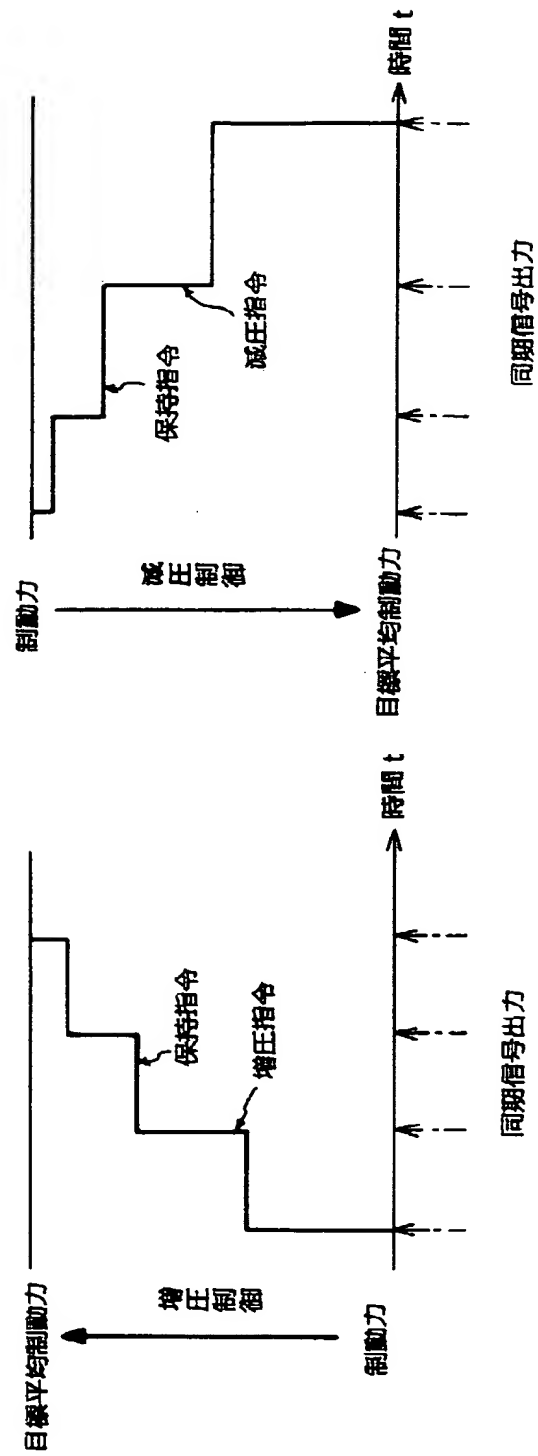 目標平均制動力
増圧制御
制動力
保持指令
増圧指令
時間 t
同期信号出力
制動力
減圧制御
目標平均制動力
保持指令
減圧指令
時間 t
同期信号出力